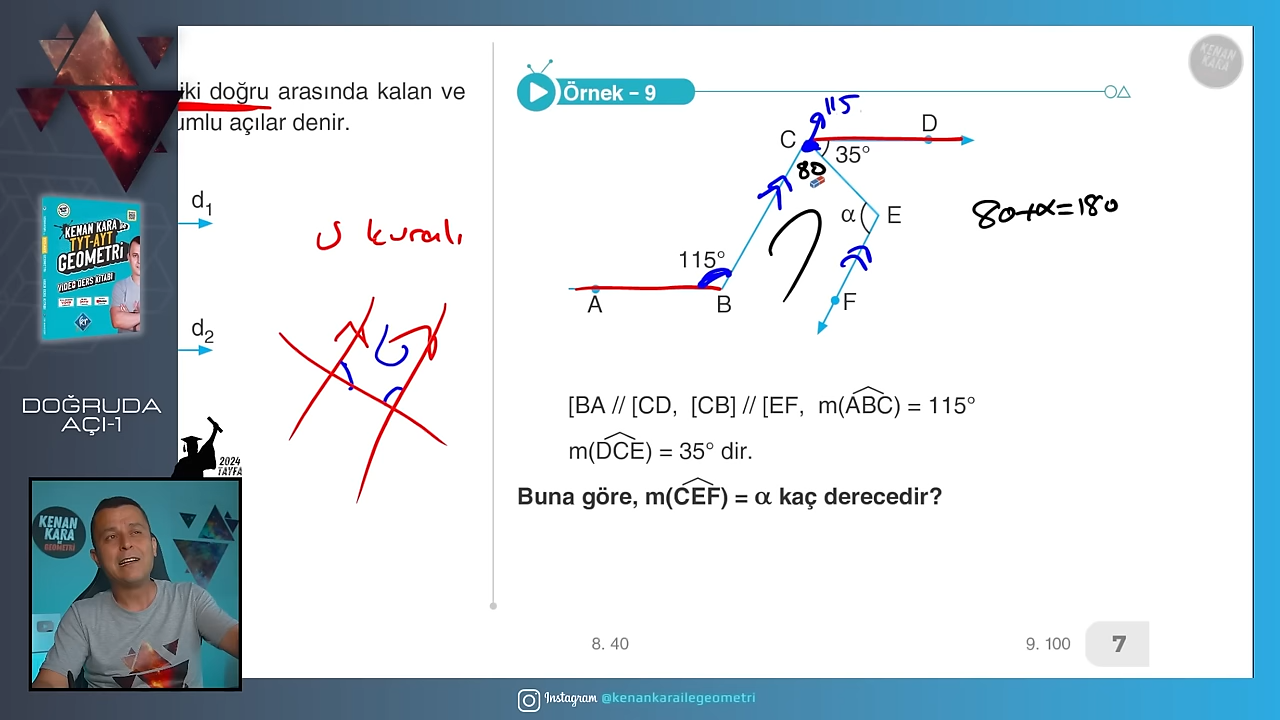 iki doğru arasında kalan ve
umlu açılar denir.
d1
d2
U kuralı
KENAN KARA
TYT-AYT
GEOMETRİ
VİDEO DERS KİTABI
DOĞRUDA
AÇI-1
2024
TAYFA
KENAN
KARA
GEOMETRİ
KENAN
KARA
Örnek – 9
115
C
D
35°
80
α
E
80+α=180
115°
A
B
F
[BA // [CD, [CB] // [EF, m(ABC) = 115°
m(DCE) = 35° dir.
Buna göre, m(CEF) = α kaç derecedir?
8. 40
9. 100
7
Instagram @kenankarailegeometri